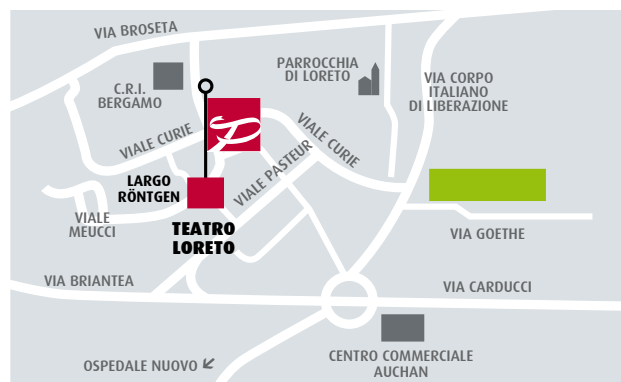 VIA BROSETA
C.R.I.
BERGAMO
PARROCCHIA
DI LORETO
VIA CORPO
ITALIANO
DI LIBERAZIONE
VIALE CURIE
VIALE CURIE
VIALE PASTEUR
LARGO
RÖNTGEN
VIALE
MEUCCI
TEATRO
LORETO
VIA GOETHE
VIA BRIANTEA
VIA CARDUCCI
CENTRO COMMERCIALE
AUCHAN
OSPEDALE NUOVO